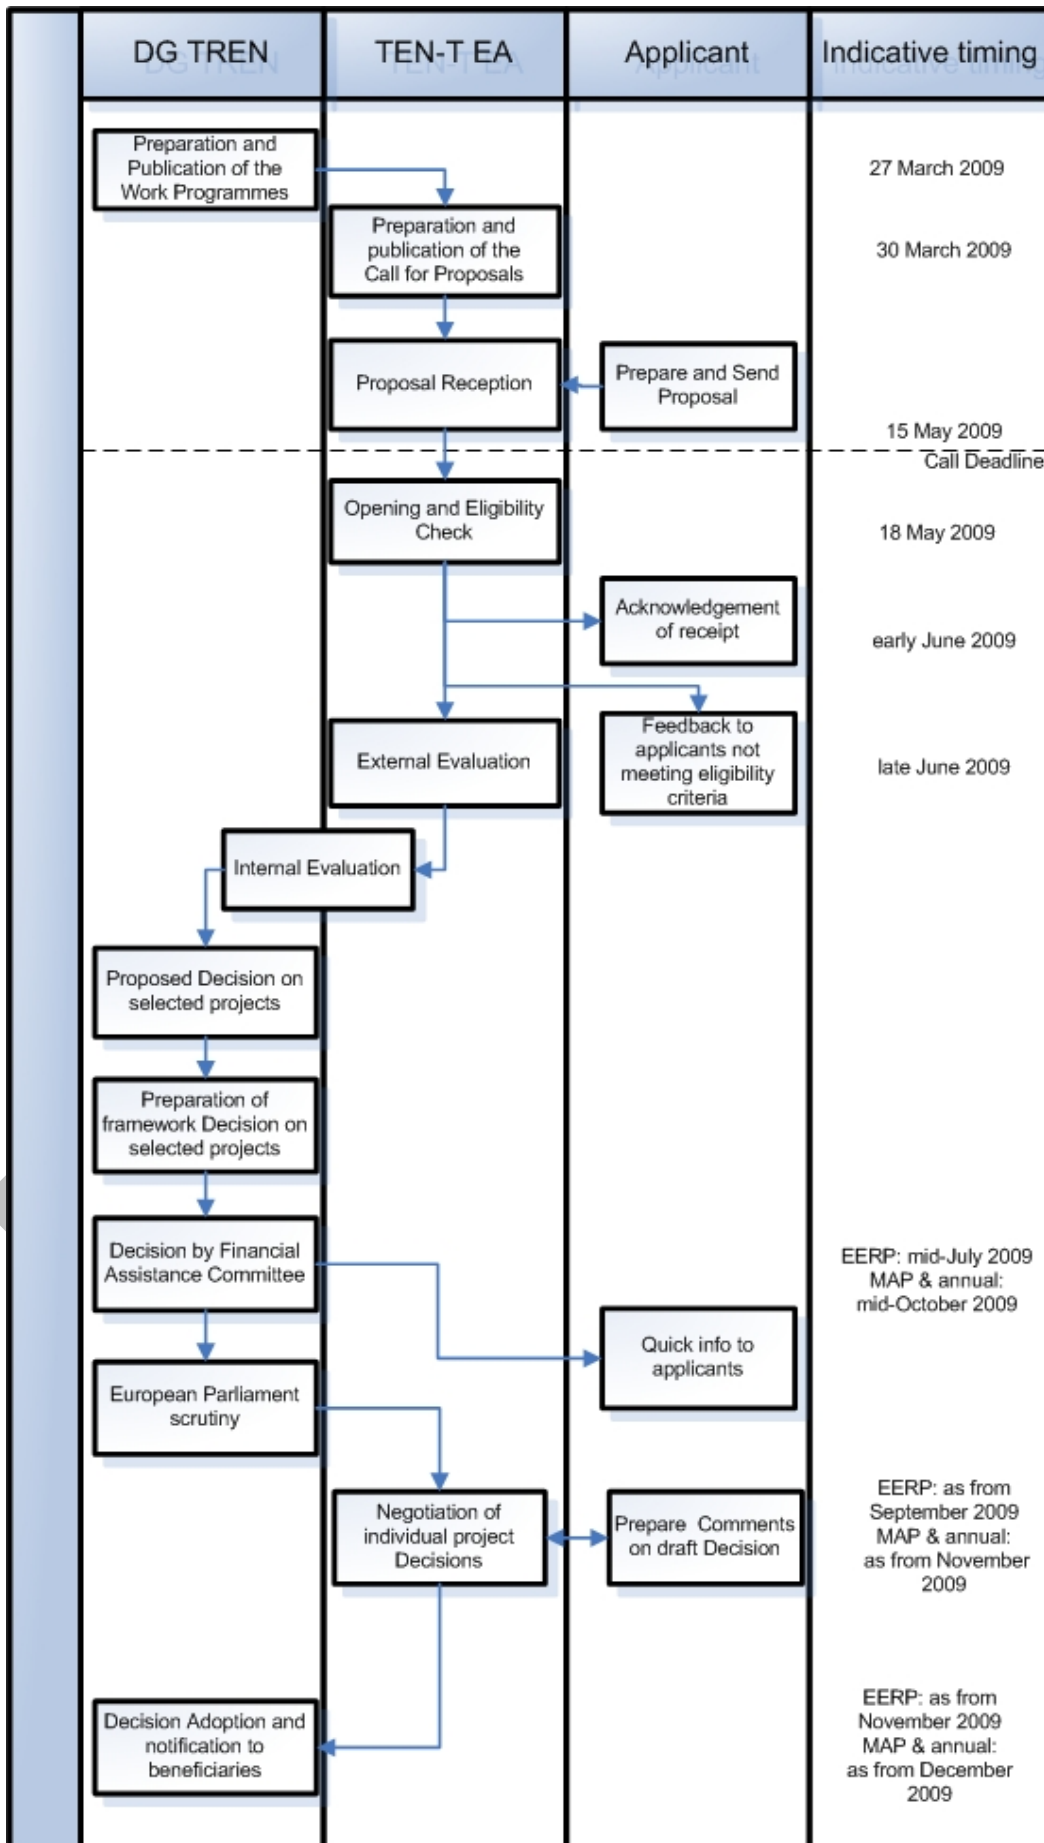 DG TREN
TEN-T EA
Applicant
Indicative timing
Preparation and
Publication of the
Work Programmes
27 March 2009
Preparation and
publication of the
Call for Proposals
30 March 2009
Proposal Reception
Prepare and Send
Proposal
15 May 2009
Call Deadline
Opening and Eligibility
Check
18 May 2009
Acknowledgement
of receipt
early June 2009
External Evaluation
Feedback to
applicants not
meeting eligibility
criteria
late June 2009
Internal Evaluation
Proposed Decision on
selected projects
Preparation of
framework Decision on
selected projects
Decision by Financial
Assistance Committee
EERP: mid-July 2009
MAP & annual:
mid-October 2009
Quick info to
applicants
European Parliament
scrutiny
Negotiation of
individual project
Decisions
Prepare Comments
on draft Decision
EERP: as from
September 2009
MAP & annual:
as from November
2009
Decision Adoption and
notification to
beneficiaries
EERP: as from
November 2009
MAP & annual:
as from December
2009